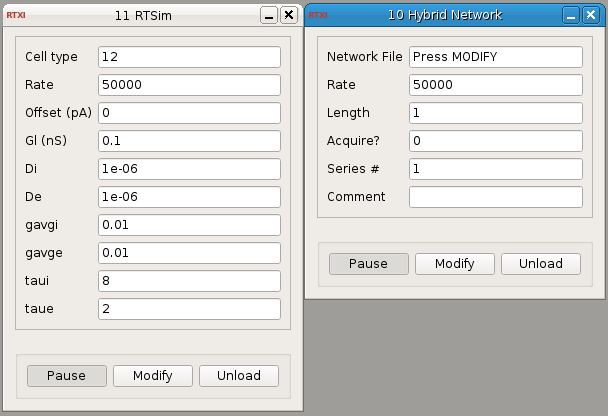 RTXI 11 RTSim
Cell type 12
Rate 50000
Offset (pA) 0
Gl (nS) 0.1
Di 1e-06
De 1e-06
gavgi 0.01
gavge 0.01
taui 8
taue 2
Pause Modify Unload
RTXI 10 Hybrid Network
Network File Press MODIFY
Rate 50000
Length 1
Acquire? 0
Series # 1
Comment
Pause Modify Unload